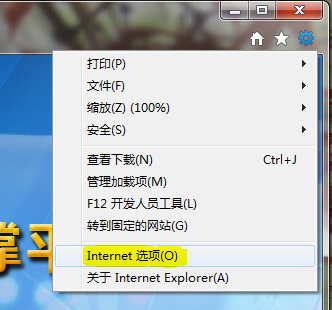 打印(P)
文件(F)
缩放(Z) (100%)
安全(S)
查看下载(N) Ctrl+J
管理加载项(M)
F12 开发人员工具(L)
转到固定的网站(G)
掌平
Internet 选项(O)
关于 Internet Explorer(A)